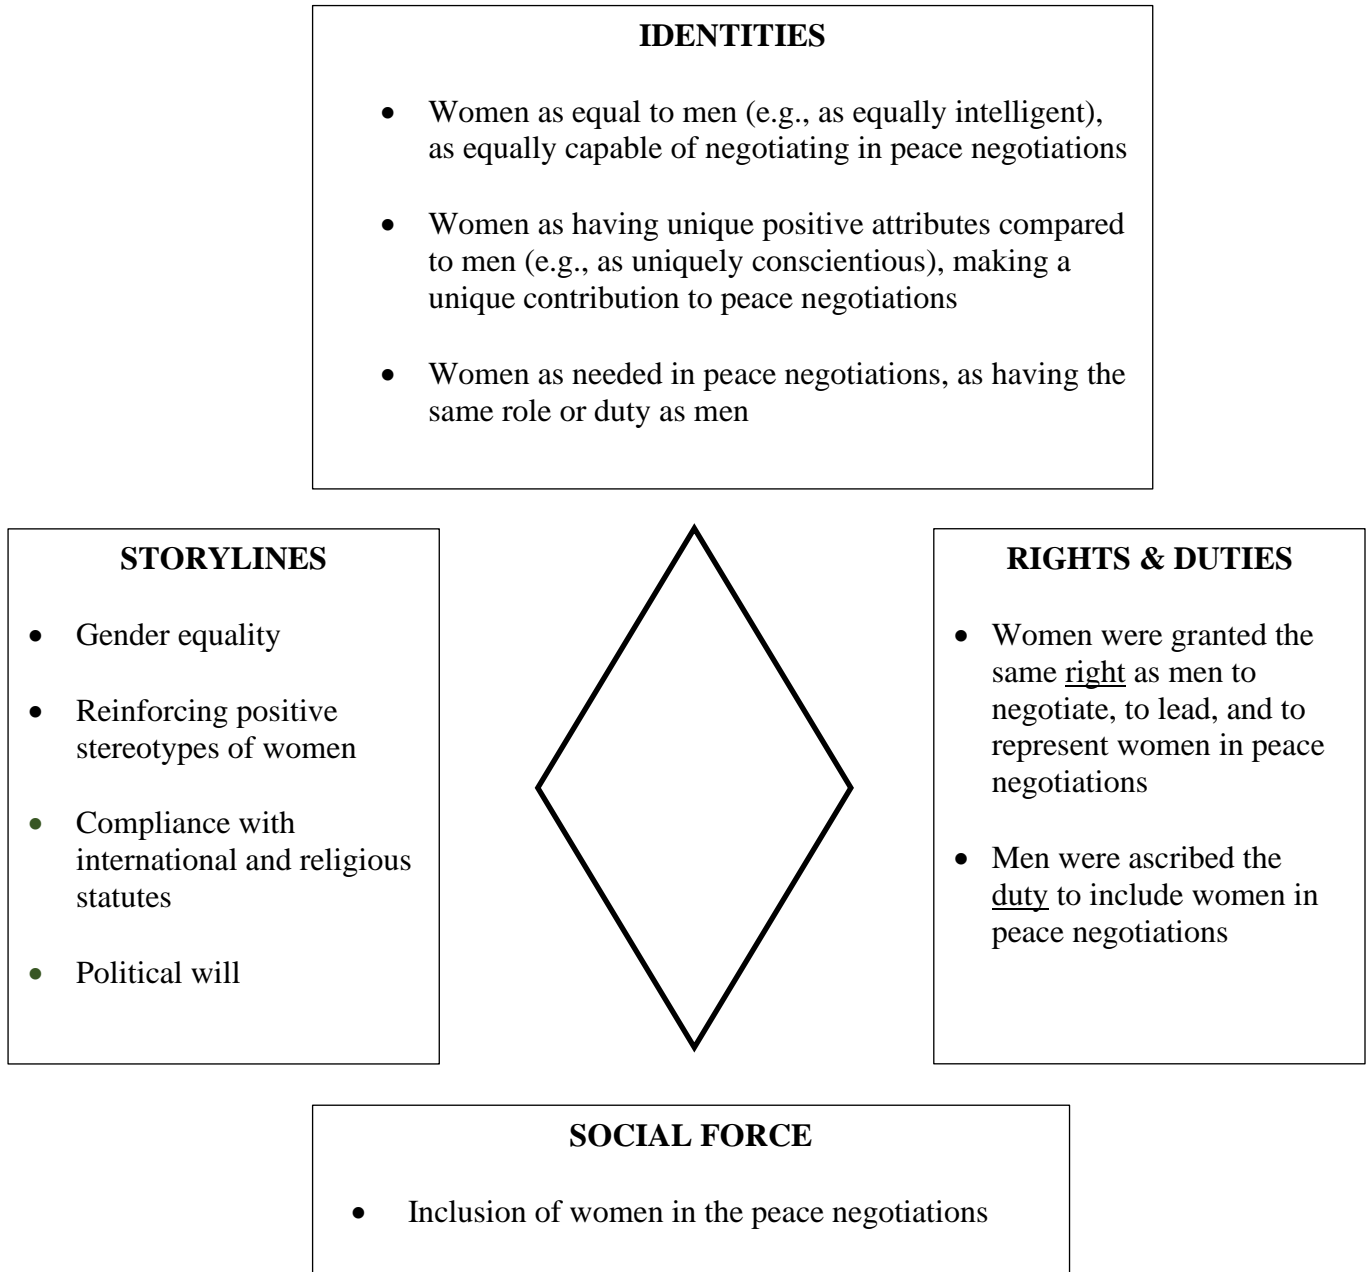 IDENTITIES
• Women as equal to men (e.g., as equally intelligent),
as equally capable of negotiating in peace negotiations
• Women as having unique positive attributes compared
to men (e.g., as uniquely conscientious), making a
unique contribution to peace negotiations
• Women as needed in peace negotiations, as having the
same role or duty as men
STORYLINES
• Gender equality
• Reinforcing positive
stereotypes of women
• Compliance with
international and religious
statutes
• Political will
RIGHTS & DUTIES
• Women were granted the
same right as men to
negotiate, to lead, and to
represent women in peace
negotiations
• Men were ascribed the
duty to include women in
peace negotiations
SOCIAL FORCE
• Inclusion of women in the peace negotiations